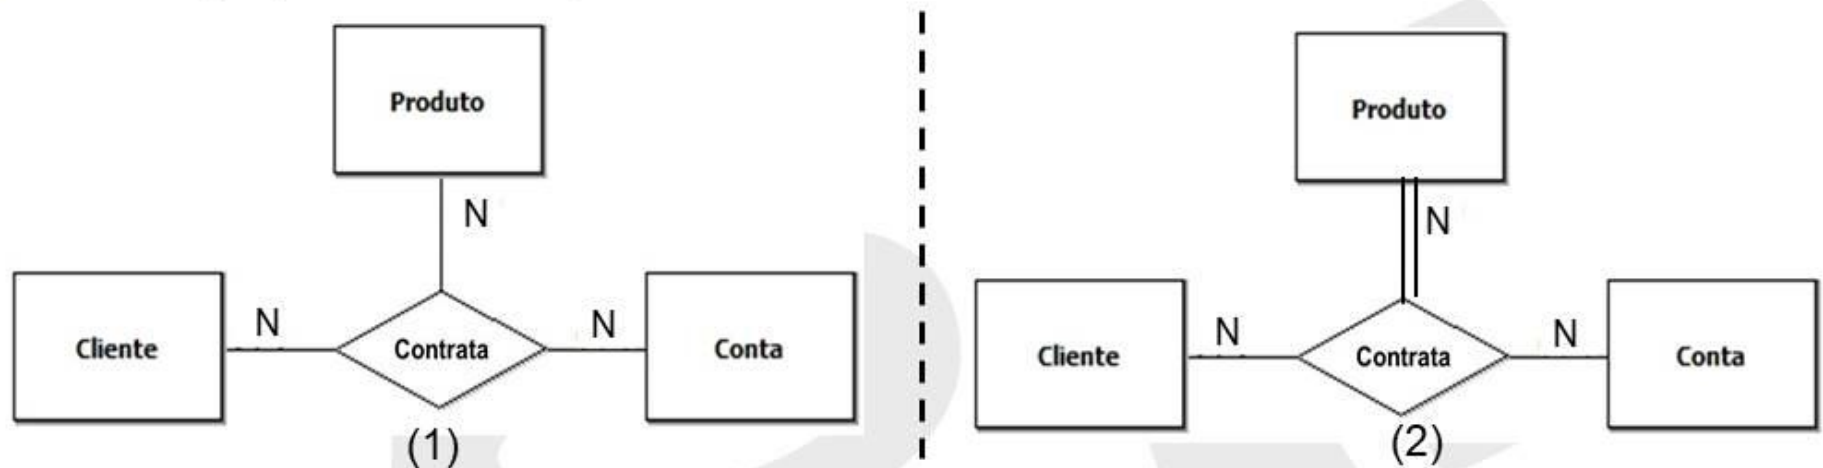 Produto
N
Cliente
N
Contrata
N
Conta
(1)
Produto
N
Cliente
N
Contrata
N
Conta
(2)